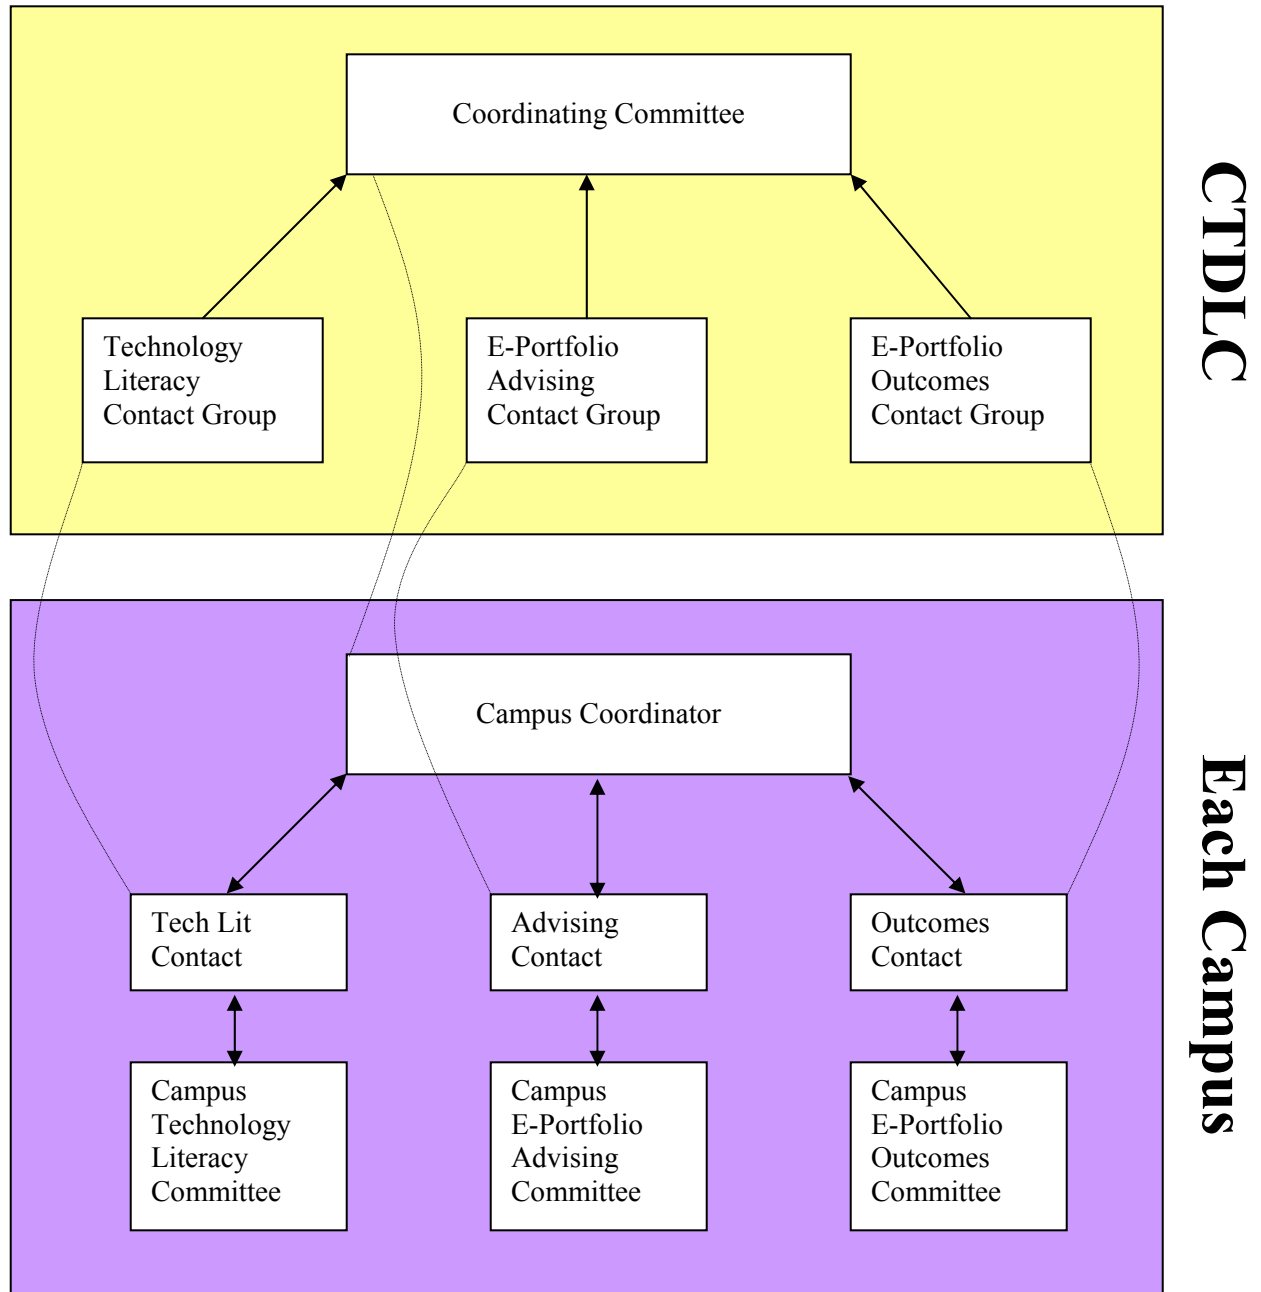 Coordinating Committee
CTDLC
Technology
Literacy
Contact Group
E-Portfolio
Advising
Contact Group
E-Portfolio
Outcomes
Contact Group
Campus Coordinator
Each Campus
Tech Lit
Contact
Advising
Contact
Outcomes
Contact
Campus
Technology
Literacy
Committee
Campus
E-Portfolio
Advising
Committee
Campus
E-Portfolio
Outcomes
Committee